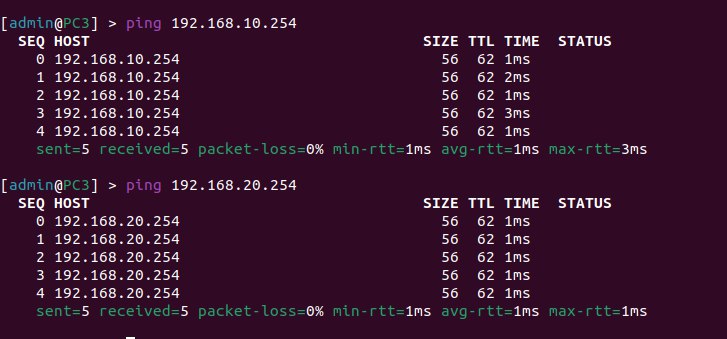 [admin@PC3] > ping 192.168.10.254
SEQ HOST SIZE TTL TIME STATUS
0 192.168.10.254 56 62 1ms
1 192.168.10.254 56 62 2ms
2 192.168.10.254 56 62 1ms
3 192.168.10.254 56 62 3ms
4 192.168.10.254 56 62 1ms
sent=5 received=5 packet-loss=0% min-rtt=1ms avg-rtt=1ms max-rtt=3ms
[admin@PC3] > ping 192.168.20.254
SEQ HOST SIZE TTL TIME STATUS
0 192.168.20.254 56 62 1ms
1 192.168.20.254 56 62 1ms
2 192.168.20.254 56 62 1ms
3 192.168.20.254 56 62 1ms
4 192.168.20.254 56 62 1ms
sent=5 received=5 packet-loss=0% min-rtt=1ms avg-rtt=1ms max-rtt=1ms